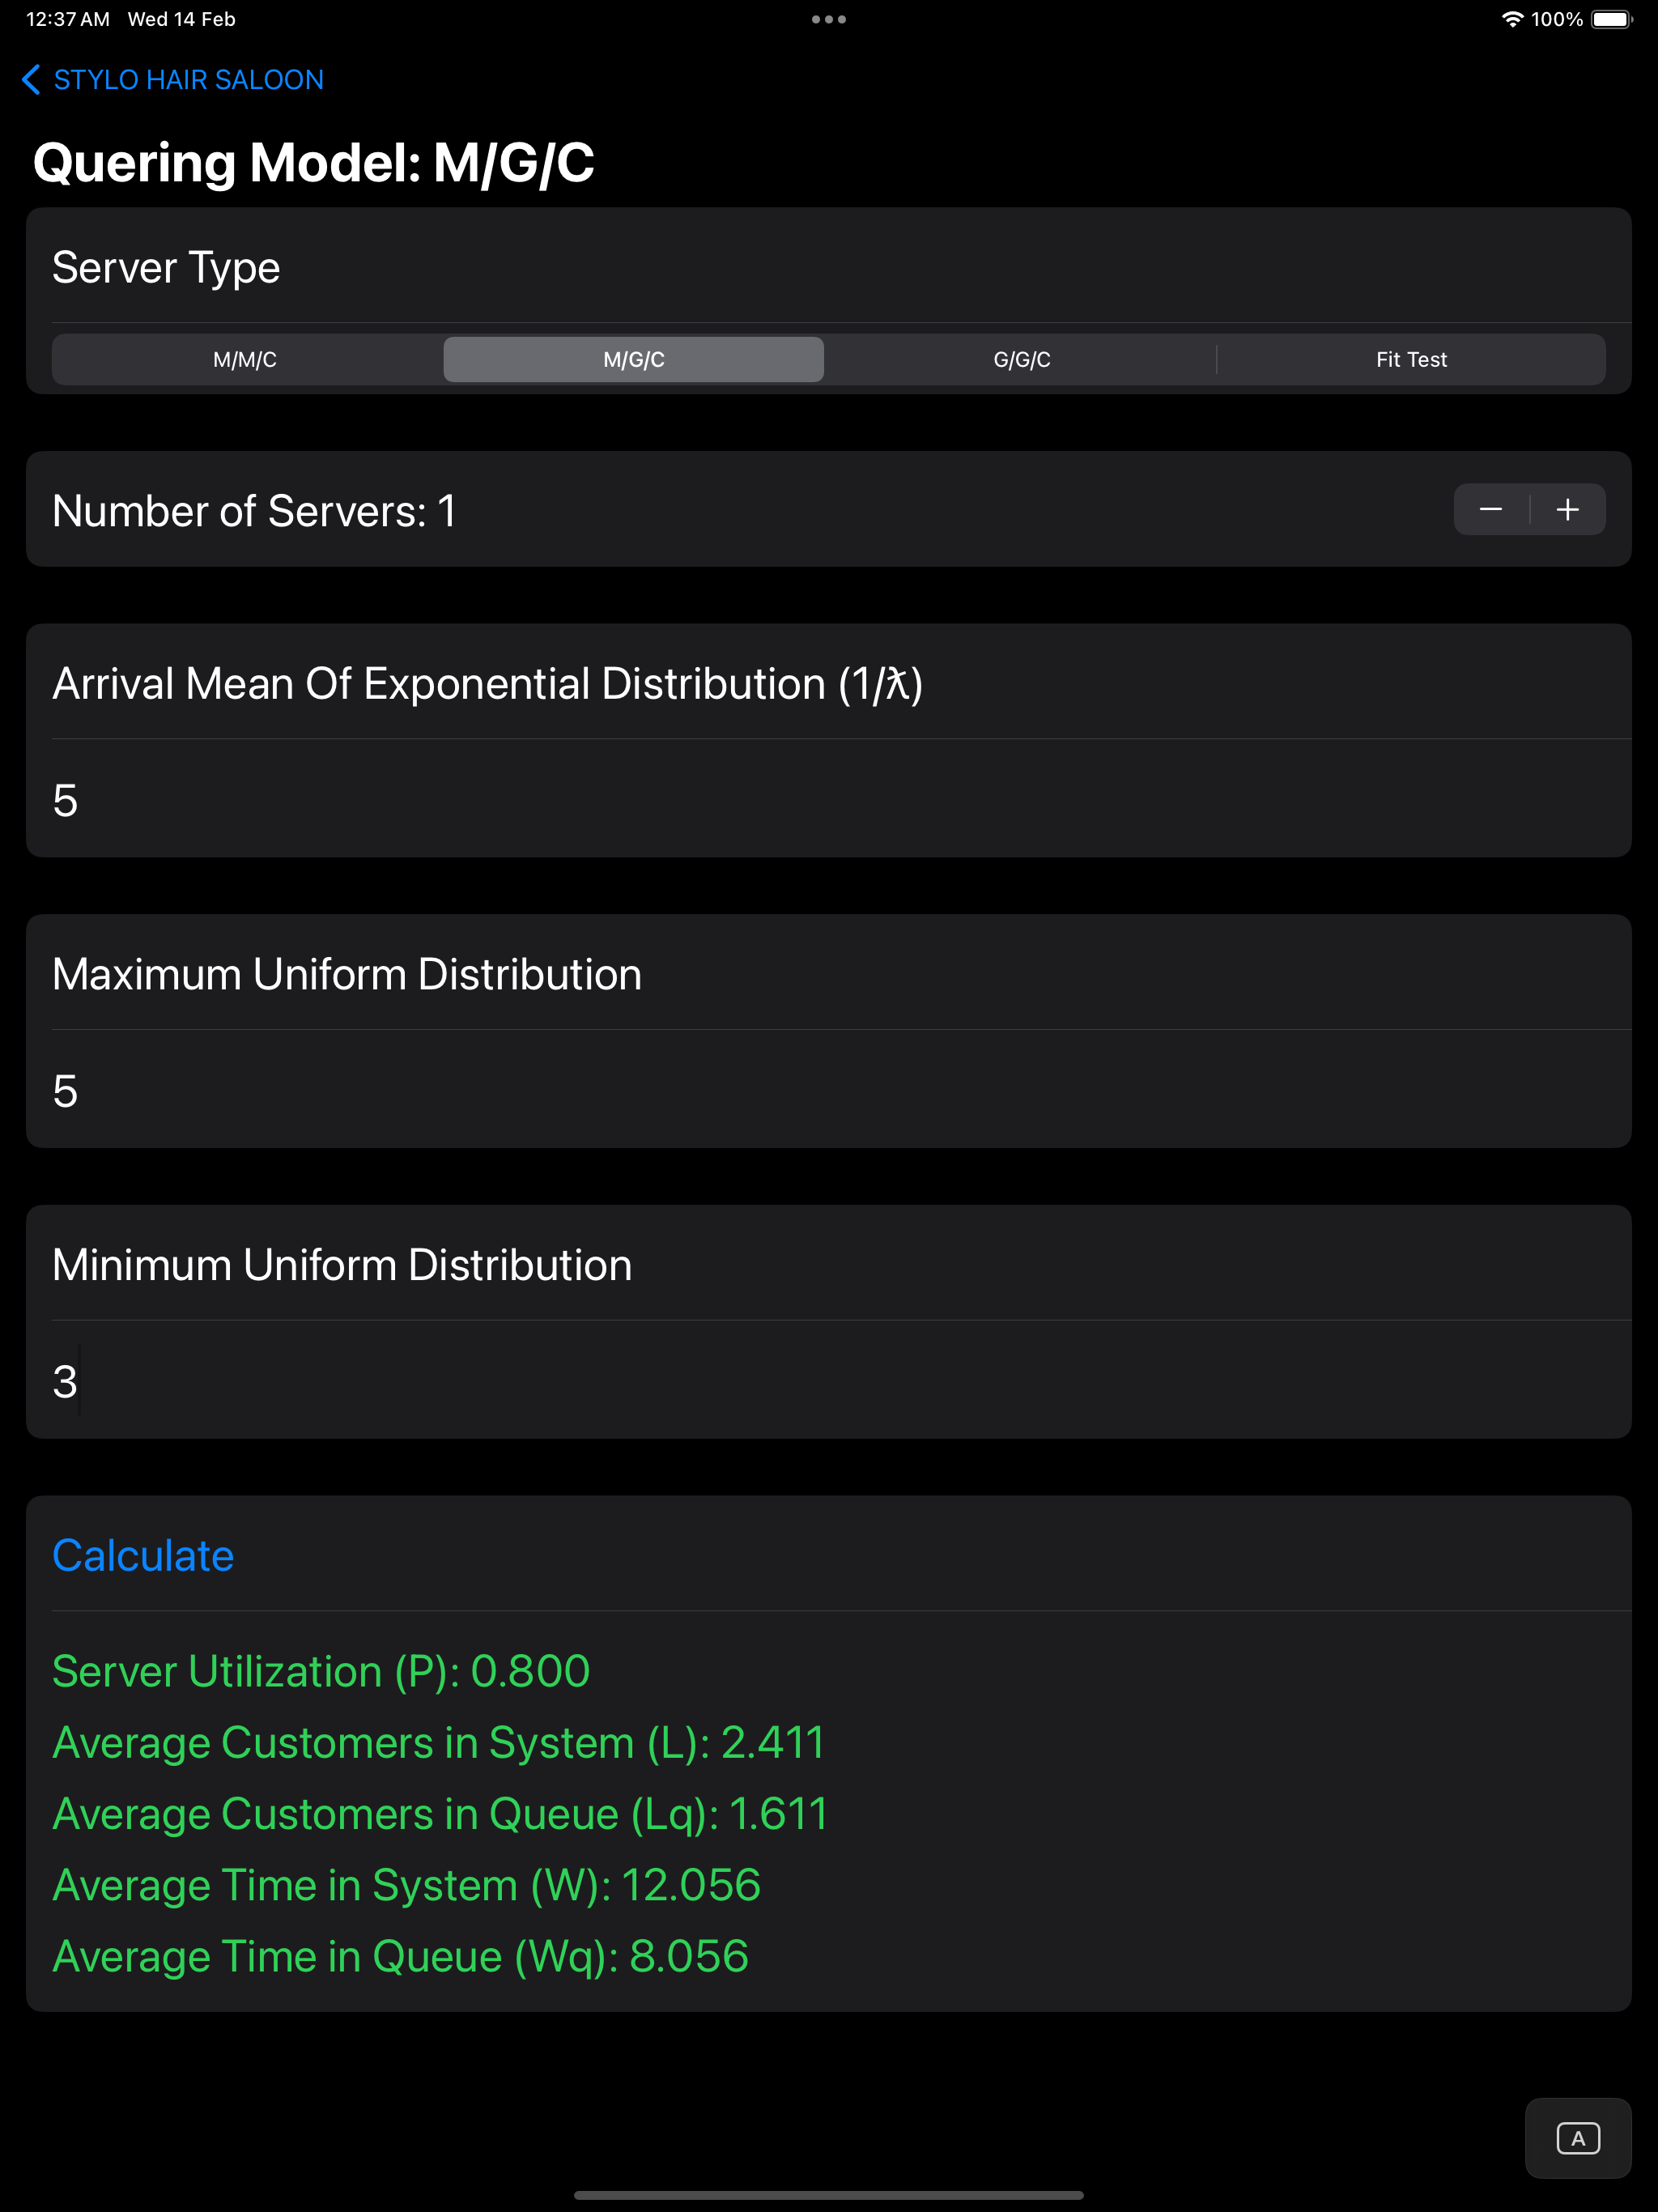 12:37 AM Wed 14 Feb
100%
STYLO HAIR SALOON
Quering Model: M/G/C
Server Type
M/M/C
M/G/C
G/G/C
Fit Test
Number of Servers: 1
− +
Arrival Mean Of Exponential Distribution (1/ƛ)
5
Maximum Uniform Distribution
5
Minimum Uniform Distribution
3
Calculate
Server Utilization (P): 0.800
Average Customers in System (L): 2.411
Average Customers in Queue (Lq): 1.611
Average Time in System (W): 12.056
Average Time in Queue (Wq): 8.056
A